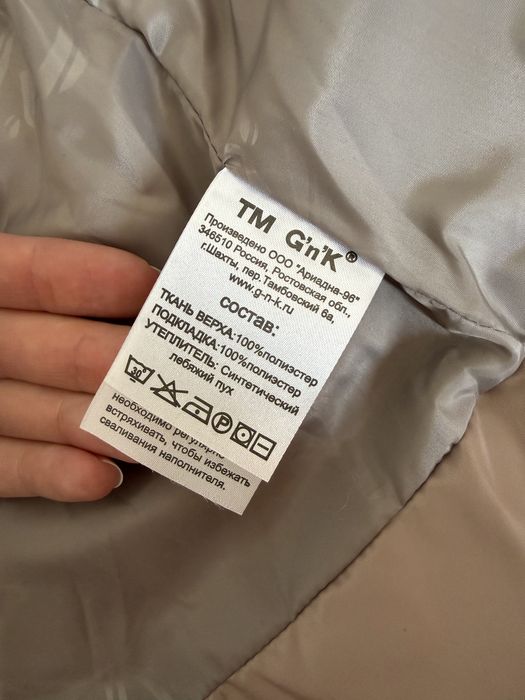 ТМ G'n'K®
Произведено ООО "Ариадна-96"
346510 Россия, Ростовская обл.,
г.Шахты, пер.Тамбовский 6а,
www.g-n-k.ru
СОСТАВ:
ТКАНЬ ВЕРХА:100%ПОЛИЭСТЕР
ПОДКЛАДКА:100%ПОЛИЭСТЕР
УТЕПЛИТЕЛЬ: Синтетический
лебяжий пух
30°
P
необходимо регулярно
встряхивать, чтобы избежать
сваливания наполнителя.